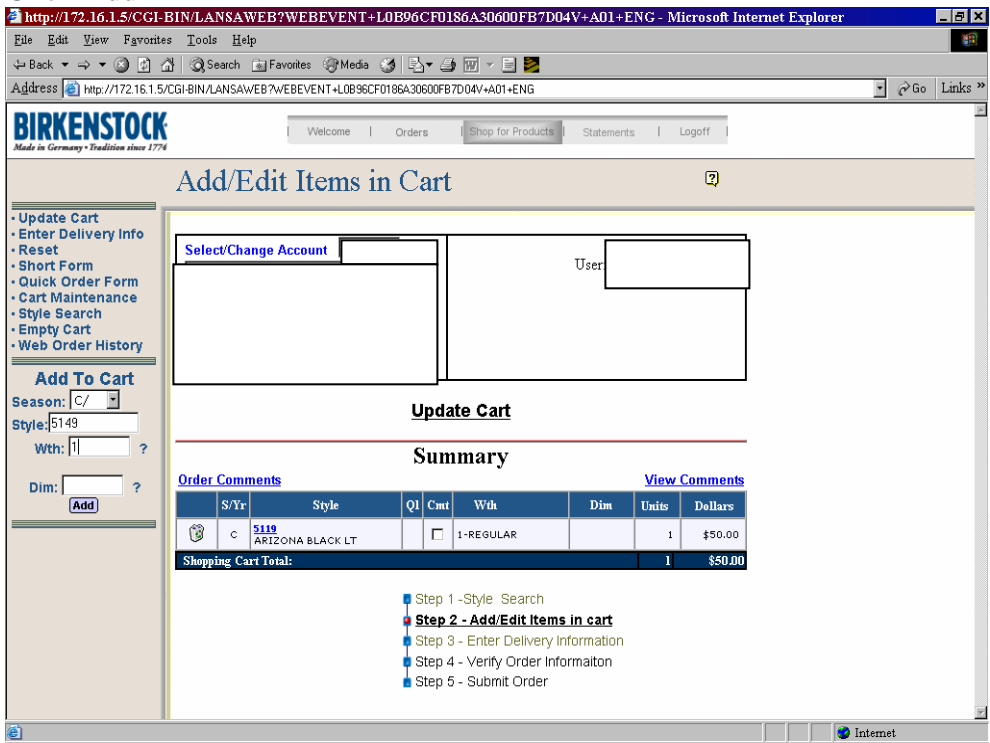 http://172.16.1.5/CGI-BIN/LANSAWEB?WEBEVENT+L0B96CF0186A30600FB7D04V+A01+ENG - Microsoft Internet Explorer
File Edit View Favorites Tools Help
Back Search Favorites Media
Address http://172.16.1.5/CGI-BIN/LANSAWEB?WEBEVENT+L0B96CF0186A30600FB7D04V+A01+ENG Go Links »
BIRKENSTOCK
Made in Germany • Tradition since 1774
| Welcome | Orders | Shop for Products | Statements | Logoff |
Add/Edit Items in Cart ?
• Update Cart
• Enter Delivery Info
• Reset
• Short Form
• Quick Order Form
• Cart Maintenance
• Style Search
• Empty Cart
• Web Order History
Add To Cart
Season: C/
Style: 5149
Wth: 1 ?
Dim: ?
Add
Select/Change Account
User:
Update Cart
Summary
Order Comments View Comments
S/Yr Style Ql Cmt Wth Dim Units Dollars
C 5119 1-REGULAR 1 $50.00
ARIZONA BLACK LT
Shopping Cart Total: 1 $50.00
Step 1 -Style Search
Step 2 - Add/Edit Items in cart
Step 3 - Enter Delivery Information
Step 4 - Verify Order Informaiton
Step 5 - Submit Order
Internet